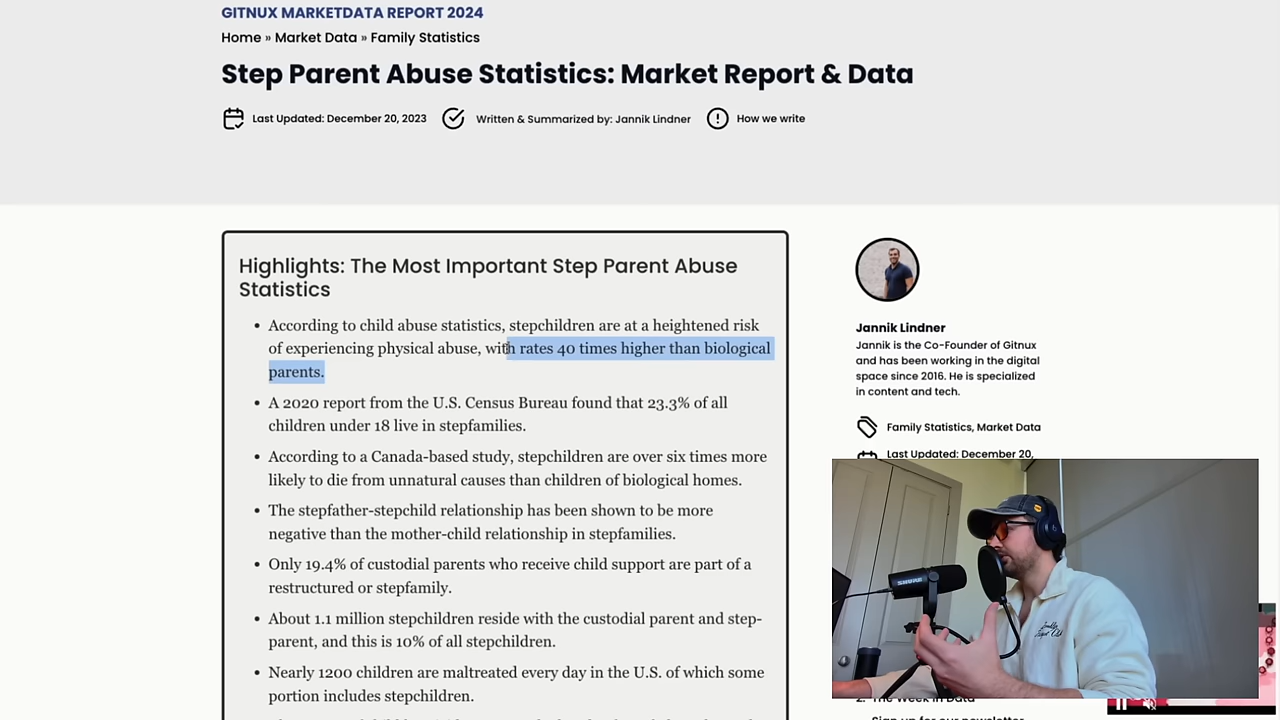 GITNUX MARKETDATA REPORT 2024
Home » Market Data » Family Statistics
Step Parent Abuse Statistics: Market Report & Data
Last Updated: December 20, 2023
Written & Summarized by: Jannik Lindner
How we write
Highlights: The Most Important Step Parent Abuse
Statistics
• According to child abuse statistics, stepchildren are at a heightened risk
of experiencing physical abuse, with rates 40 times higher than biological
parents.
• A 2020 report from the U.S. Census Bureau found that 23.3% of all
children under 18 live in stepfamilies.
• According to a Canada-based study, stepchildren are over six times more
likely to die from unnatural causes than children of biological homes.
• The stepfather-stepchild relationship has been shown to be more
negative than the mother-child relationship in stepfamilies.
• Only 19.4% of custodial parents who receive child support are part of a
restructured or stepfamily.
• About 1.1 million stepchildren reside with the custodial parent and step-
parent, and this is 10% of all stepchildren.
• Nearly 1200 children are maltreated every day in the U.S. of which some
portion includes stepchildren.
Jannik Lindner
Jannik is the Co-Founder of Gitnux
and has been working in the digital
space since 2016. He is specialized
in content and tech.
Family Statistics, Market Data
Last Updated: December 20,
SHURE
2. The Week in Data
Sign up for our newsletter